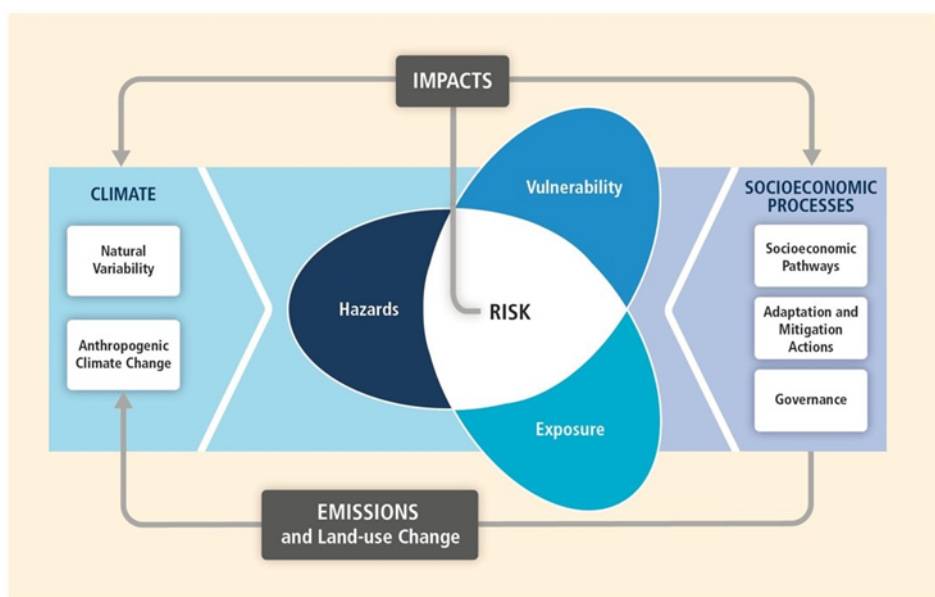 IMPACTS
CLIMATE
Natural
Variability
Anthropogenic
Climate Change
Vulnerability
Hazards
RISK
Exposure
SOCIOECONOMIC
PROCESSES
Socioeconomic
Pathways
Adaptation and
Mitigation
Actions
Governance
EMISSIONS
and Land-use Change